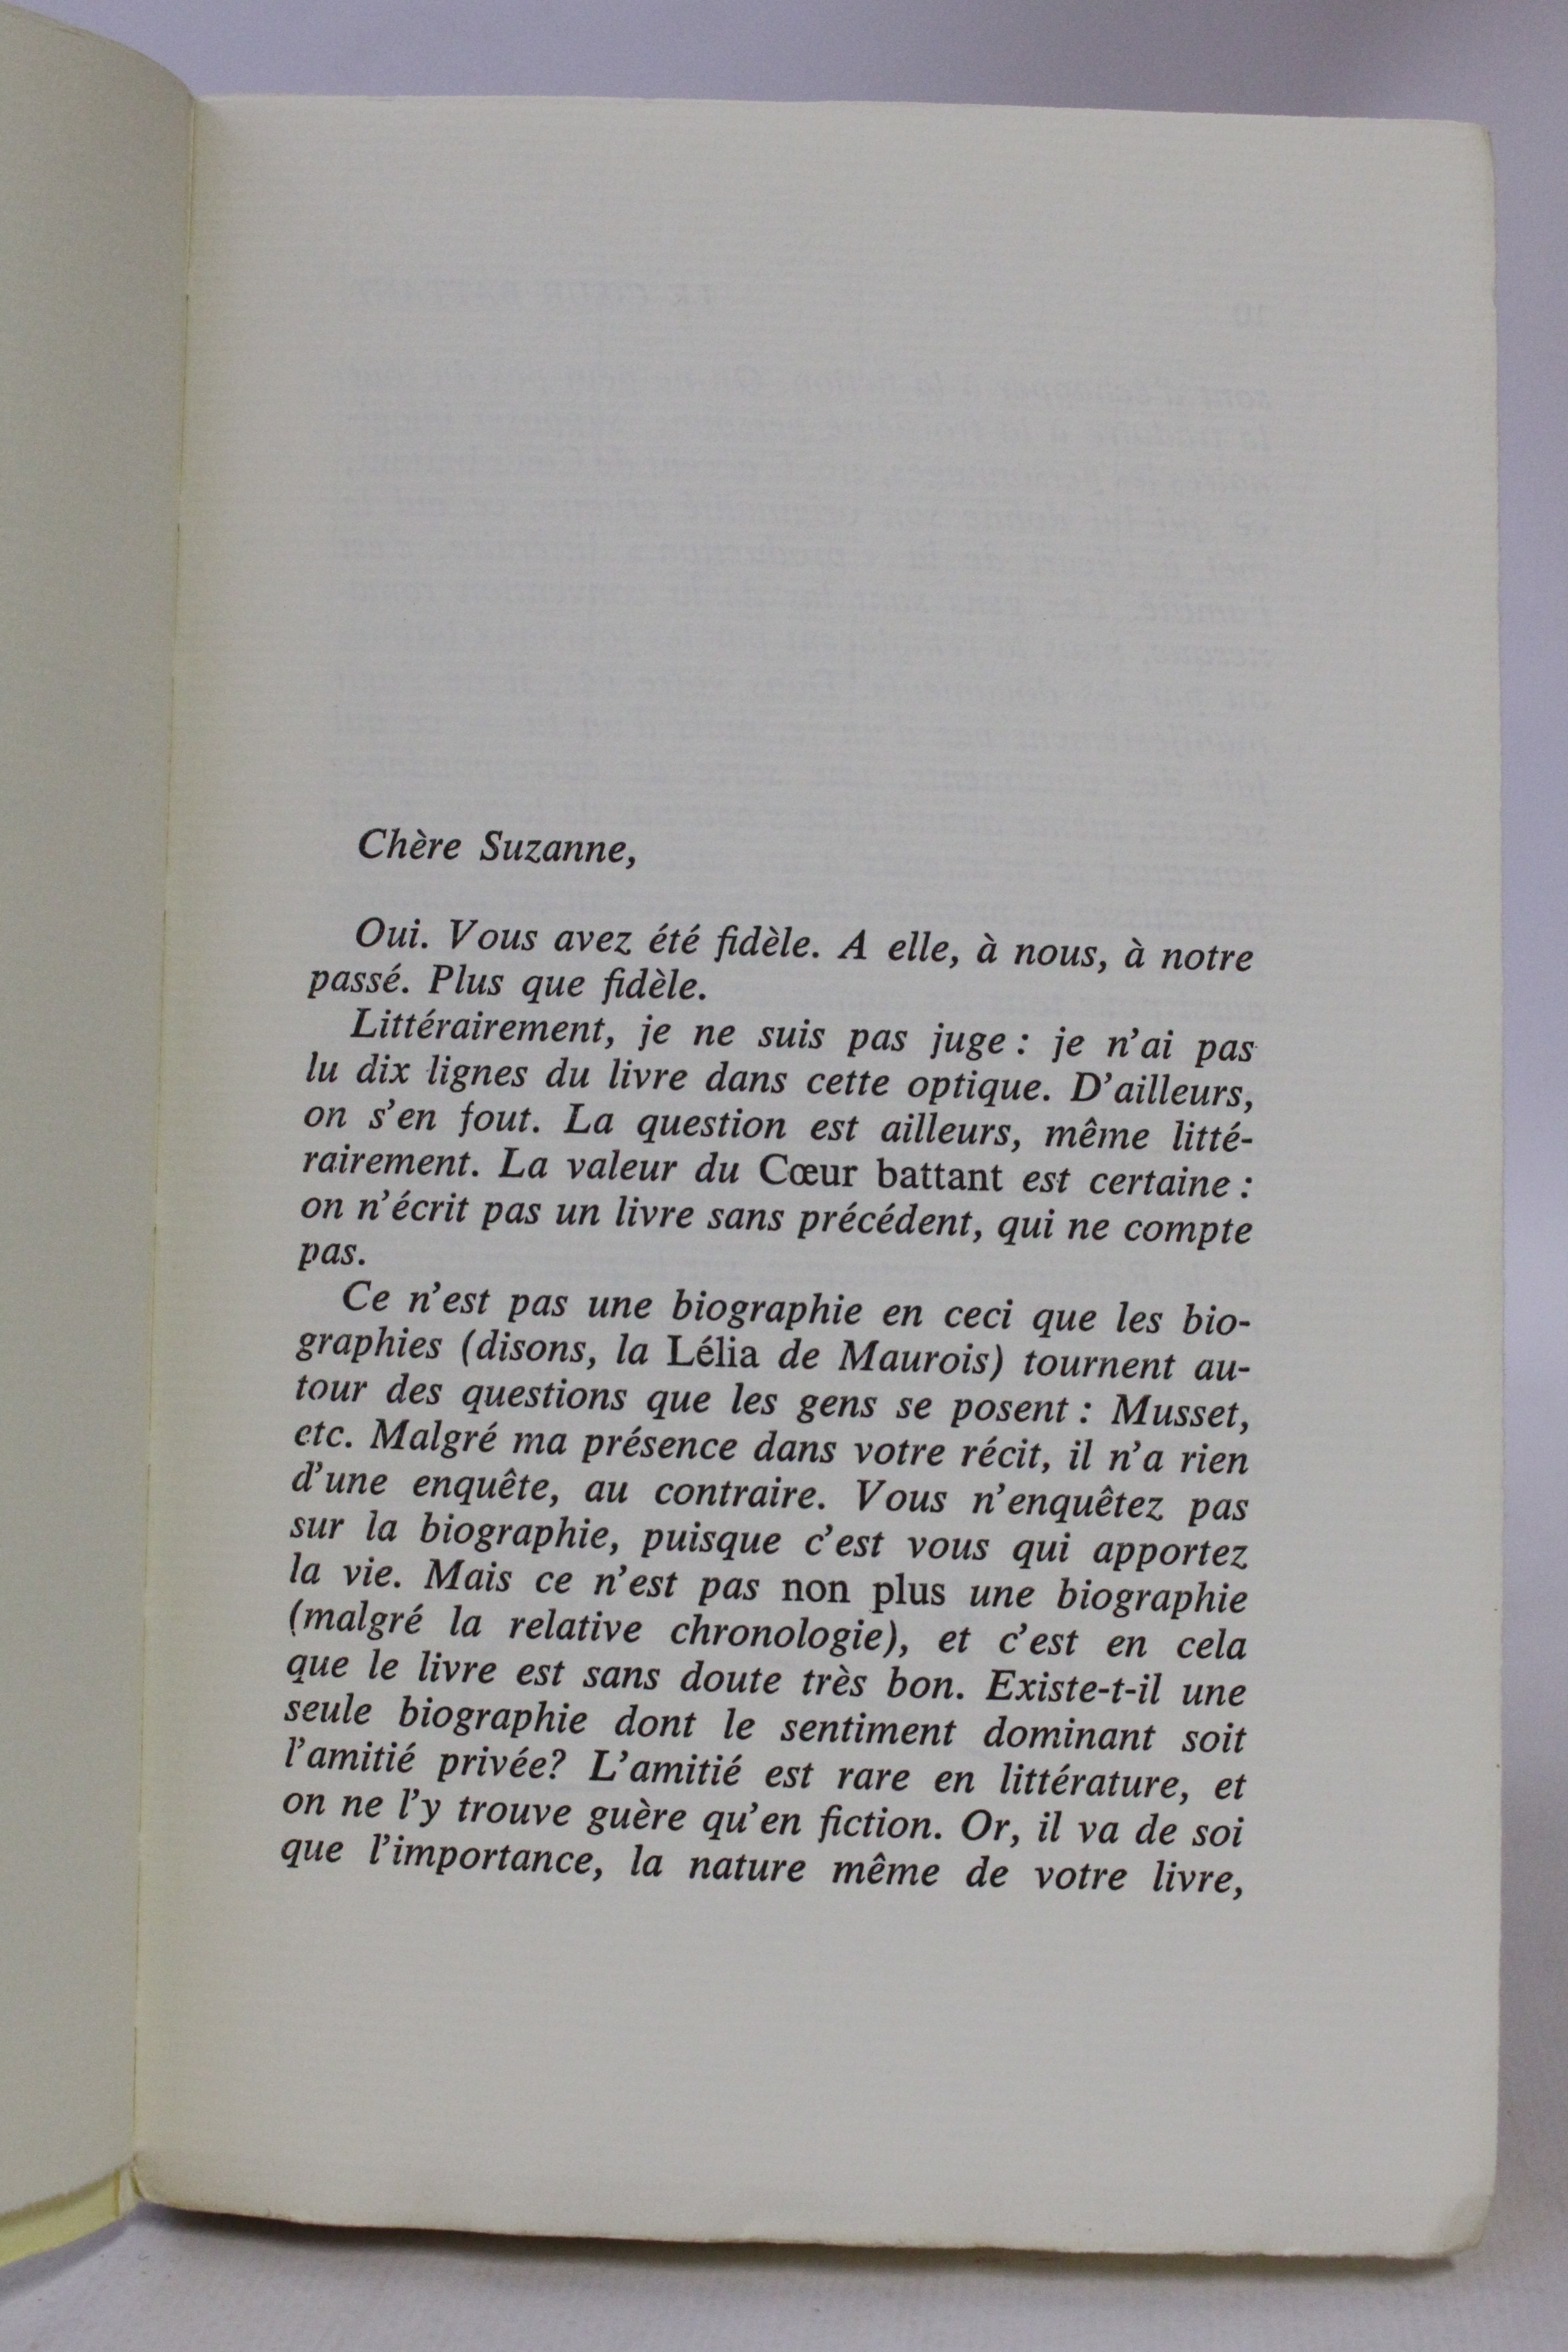 Chère Suzanne,
Oui. Vous avez été fidèle. A elle, à nous, à notre
passé. Plus que fidèle.
Littérairement, je ne suis pas juge : je n'ai pas
lu dix lignes du livre dans cette optique. D'ailleurs,
on s'en fout. La question est ailleurs, même litté-
rairement. La valeur du Cœur battant est certaine :
on n'écrit pas un livre sans précédent, qui ne compte
pas.
Ce n'est pas une biographie en ceci que les bio-
graphies (disons, la Lélia de Maurois) tournent au-
tour des questions que les gens se posent : Musset,
etc. Malgré ma présence dans votre récit, il n'a rien
d'une enquête, au contraire. Vous n'enquêtez pas
sur la biographie, puisque c'est vous qui apportez
la vie. Mais ce n'est pas non plus une biographie
(malgré la relative chronologie), et c'est en cela
que le livre est sans doute très bon. Existe-t-il une
seule biographie dont le sentiment dominant soit
l'amitié privée? L'amitié est rare en littérature, et
on ne l'y trouve guère qu'en fiction. Or, il va de soi
que l'importance, la nature même de votre livre,